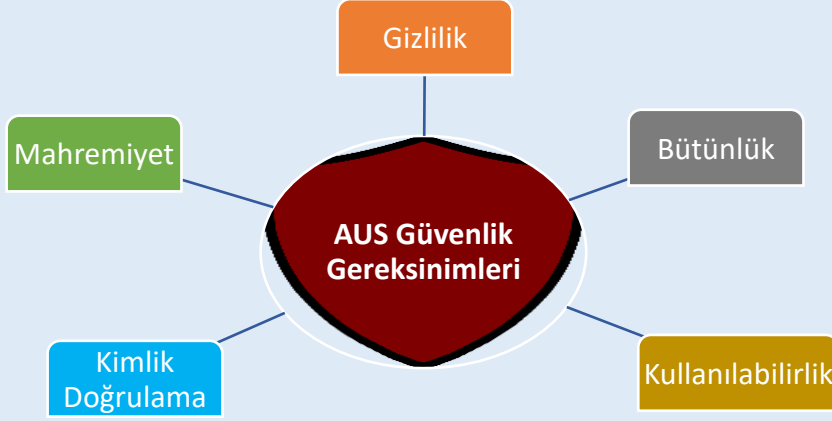 Gizlilik
Mahremiyet
Bütünlük
AUS Güvenlik
Gereksinimleri
Kimlik
Doğrulama
Kullanılabilirlik